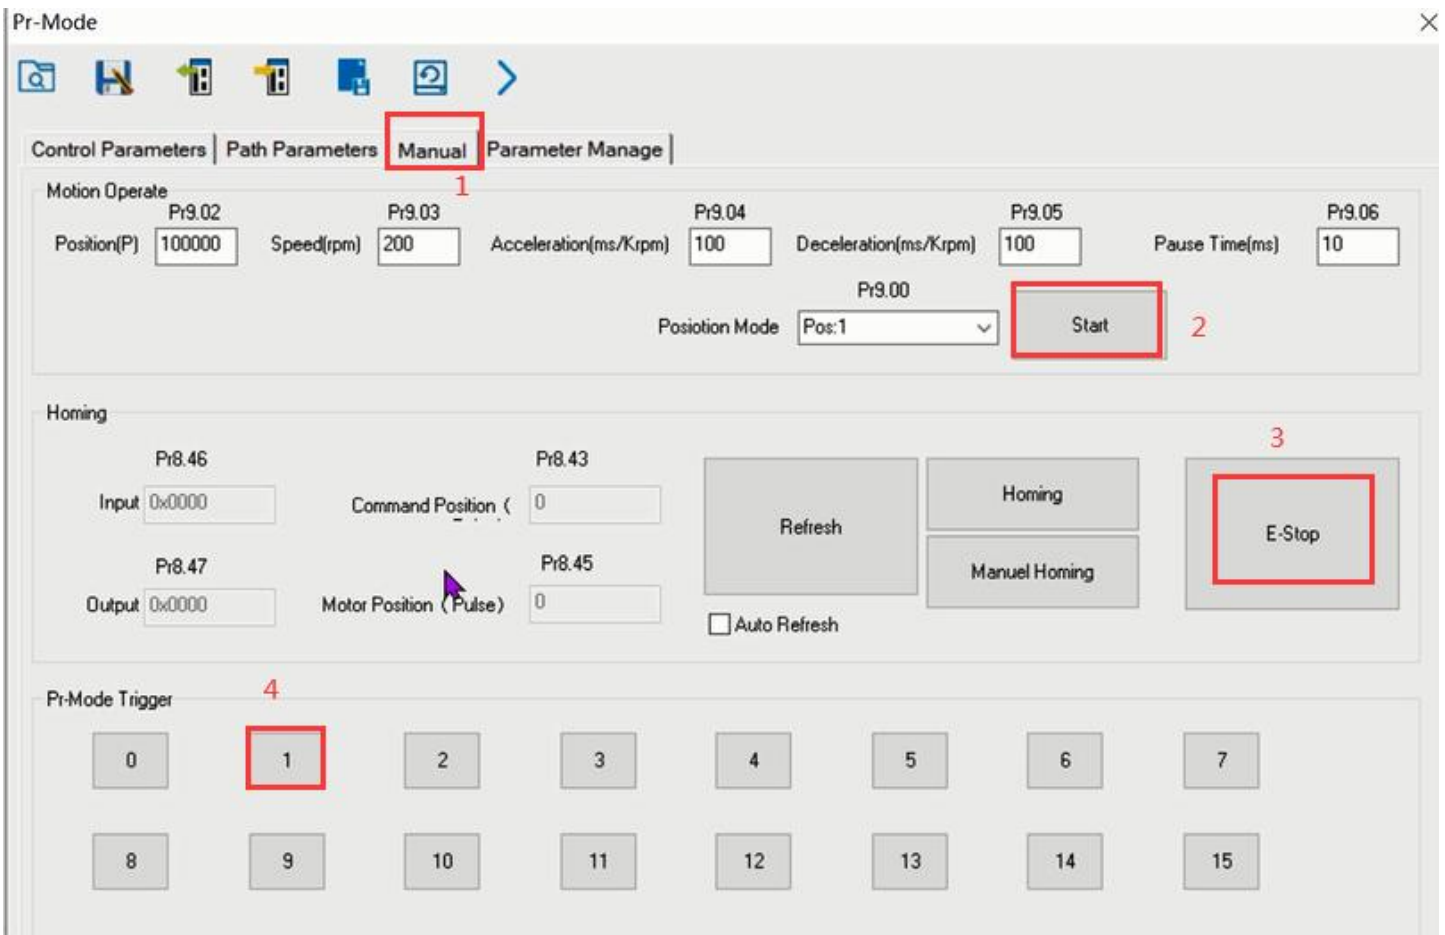 Pr-Mode
Control Parameters Path Parameters Manual Parameter Manage
1
Motion Operate
Pr9.02 Pr9.03 Pr9.04 Pr9.05 Pr9.06
Position(P) 100000 Speed(rpm) 200 Acceleration(ms/Krpm) 100 Deceleration(ms/Krpm) 100 Pause Time(ms) 10
Pr9.00
Posiotion Mode Pos:1 Start 2
Homing
3
Pr8.46 Pr8.43
Input 0x0000 Command Position ( 0 Refresh Homing E-Stop
Pr8.47 Pr8.45
Output 0x0000 Motor Position ( Pulse) 0 Manuel Homing
Auto Refresh
4
Pr-Mode Trigger
0 1 2 3 4 5 6 7
8 9 10 11 12 13 14 15